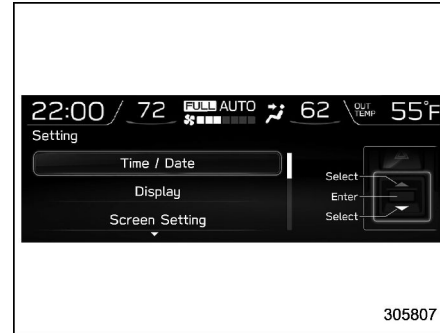 22:00 72 FULL AUTO 62 OUT TEMP 55°F
Setting
Time / Date
Display
Screen Setting
Select
Enter
Select
305807